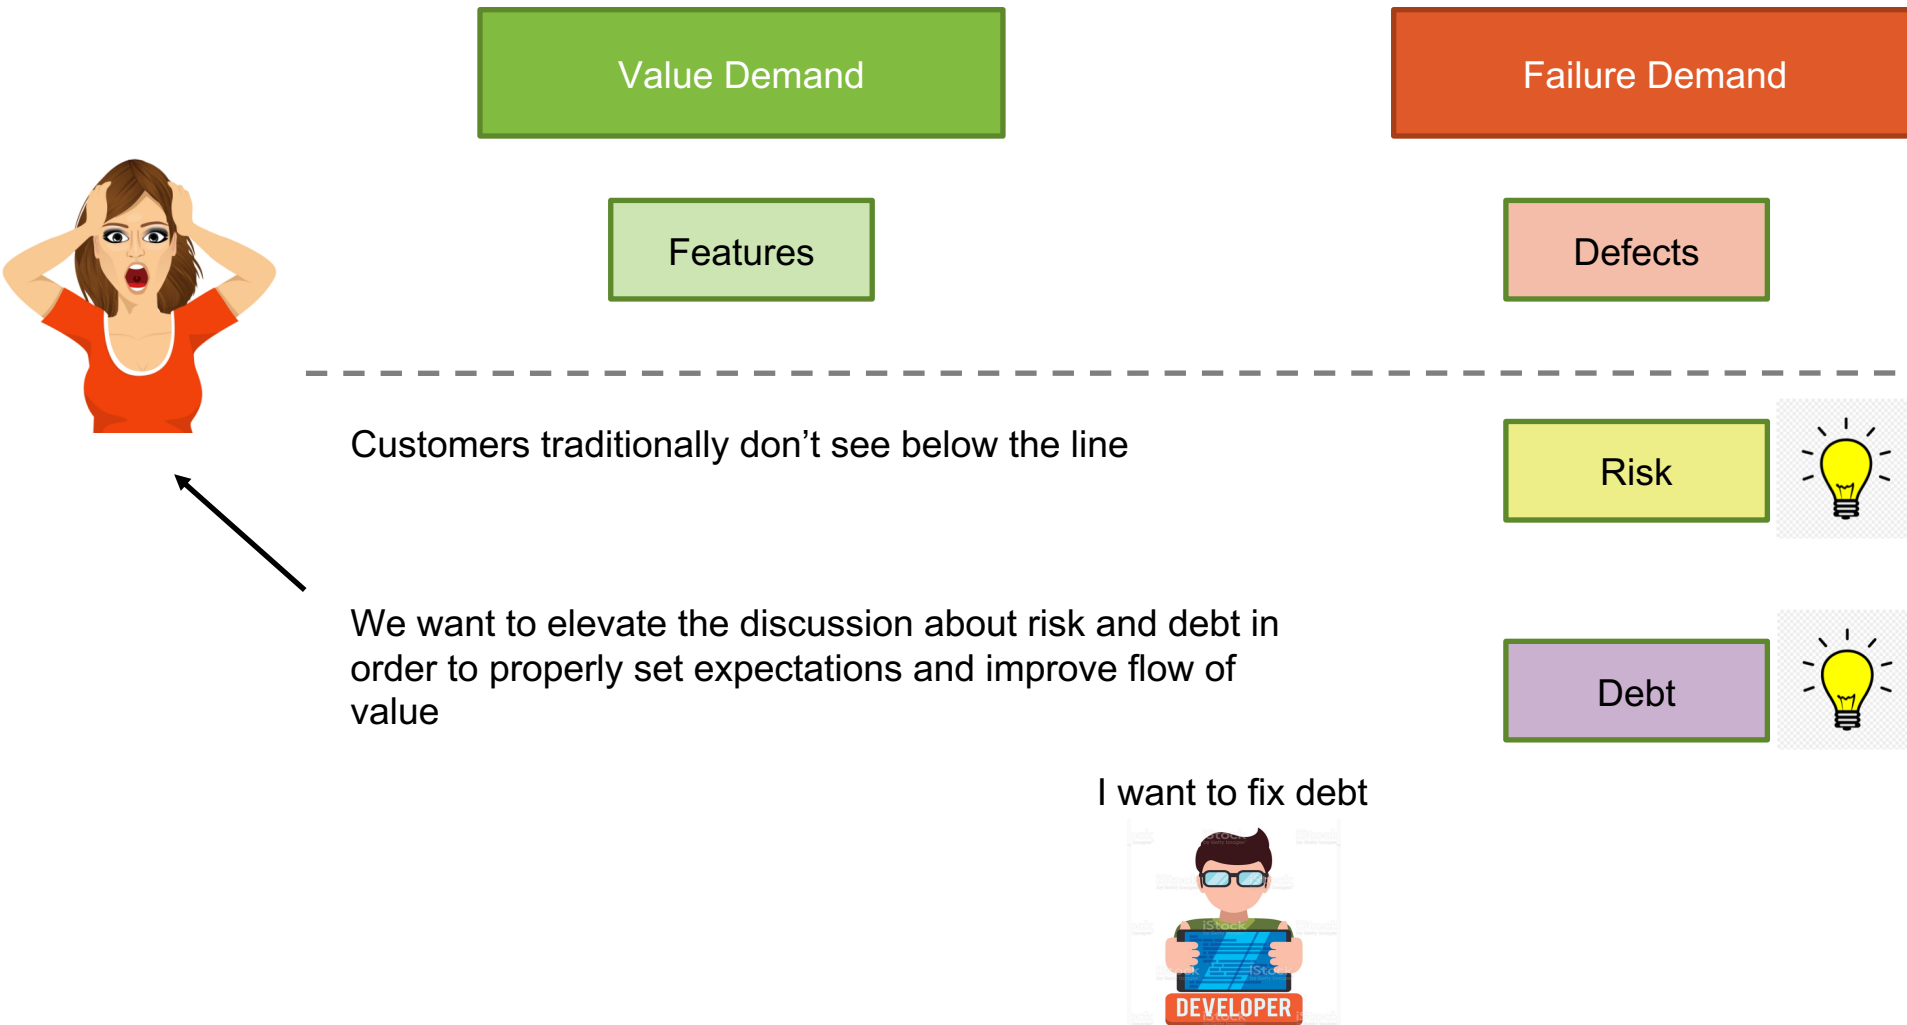 Value Demand
Failure Demand
Features
Defects
Customers traditionally don’t see below the line
Risk
We want to elevate the discussion about risk and debt in
order to properly set expectations and improve flow of
value
Debt
I want to fix debt
iStock
DEVELOPER
iStock